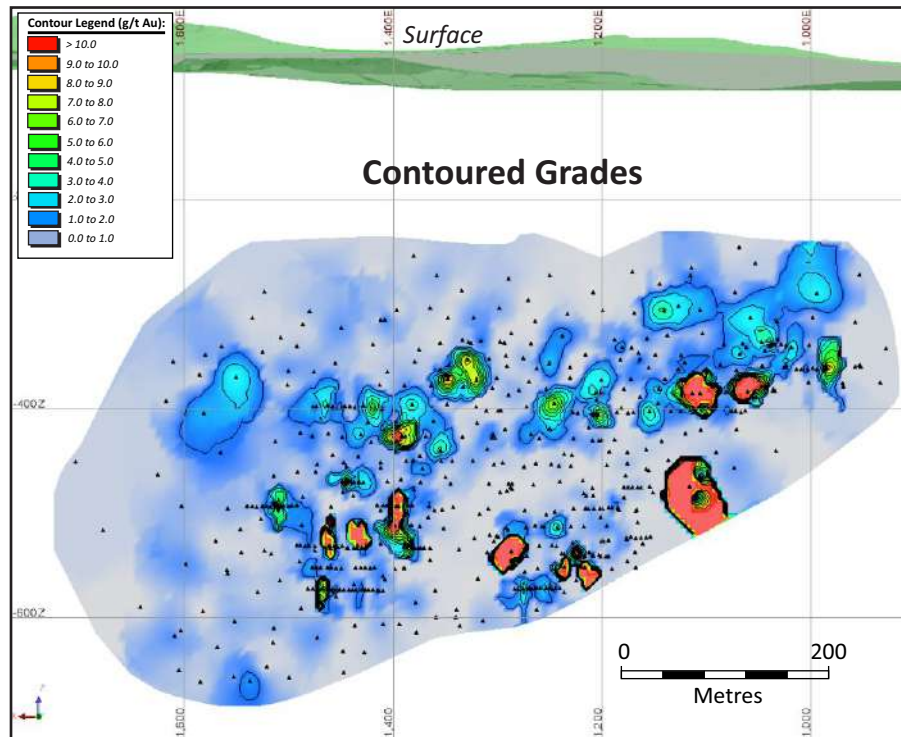 Contour Legend (g/t Au):
> 10.0
9.0 to 10.0
8.0 to 9.0
7.0 to 8.0
6.0 to 7.0
5.0 to 6.0
4.0 to 5.0
3.0 to 4.0
2.0 to 3.0
1.0 to 2.0
0.0 to 1.0
1,600E
1,400E
1,200E
1,000E
Surface
Contoured Grades
-400Z
-600Z
0 200
Metres
1,400
1,200
1,000